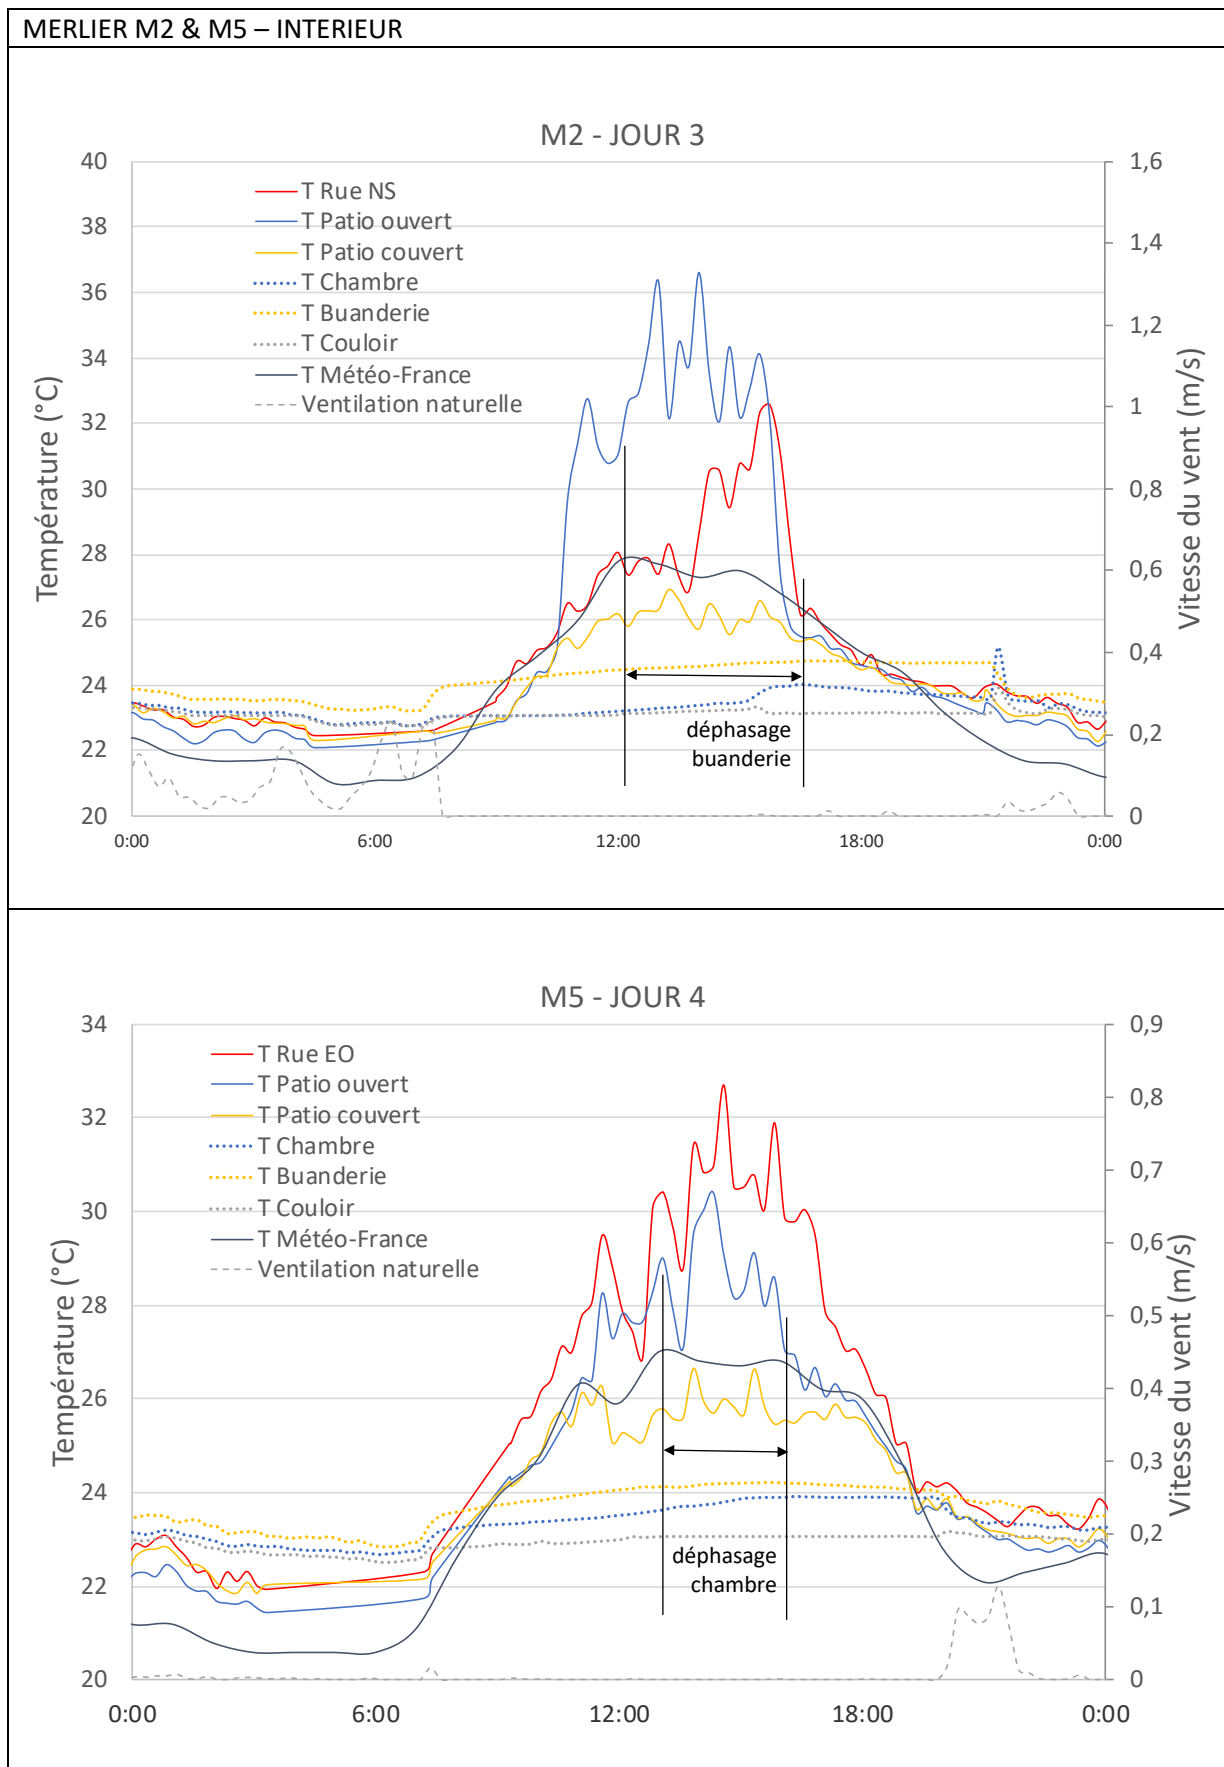 MERLIER M2 & M5 – INTERIEUR
M2 - JOUR 3
Température (°C)
Vitesse du vent (m/s)
40
38
36
34
32
30
28
26
24
22
20
1,6
1,4
1,2
1
0,8
0,6
0,4
0,2
0
T Rue NS
T Patio ouvert
T Patio couvert
T Chambre
T Buanderie
T Couloir
T Météo-France
Ventilation naturelle
déphasage
buanderie
0:00 6:00 12:00 18:00 0:00
M5 - JOUR 4
Température (°C)
Vitesse du vent (m/s)
34
32
30
28
26
24
22
20
0,9
0,8
0,7
0,6
0,5
0,4
0,3
0,2
0,1
0
T Rue EO
T Patio ouvert
T Patio couvert
T Chambre
T Buanderie
T Couloir
T Météo-France
Ventilation naturelle
déphasage
chambre
0:00 6:00 12:00 18:00 0:00